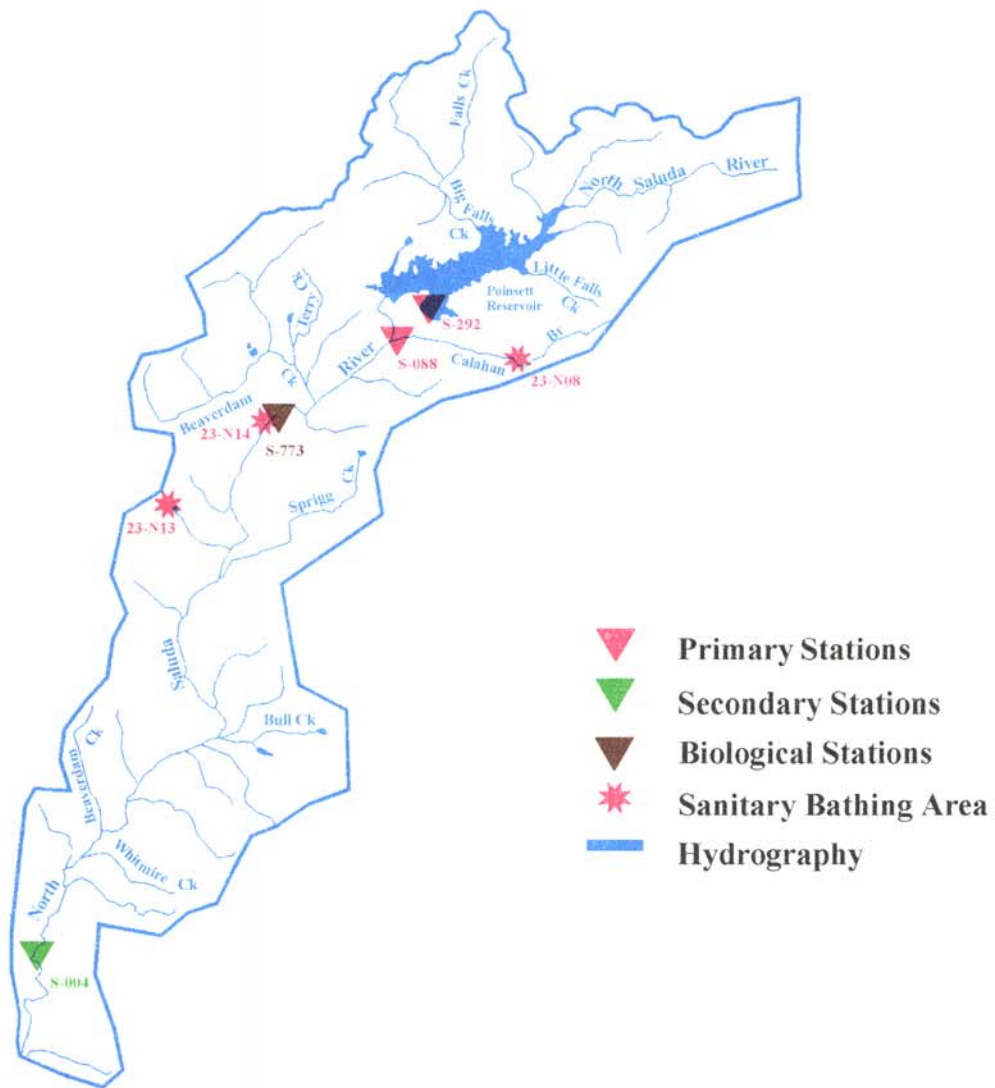 Falls Ck
North Saluda River
Big Falls
Ck
Little Falls
Ck
Poinsett
Reservoir
S-292
Terry Ck
River
S-088
Calahan
Br
23-N08
Ck
Beaverdam
23-N14
S-773
Sprigg
Ck
23-N13
Saluda
Bull Ck
Beaverdam
Ck
Whitmire
Ck
North
S-004
Primary Stations
Secondary Stations
Biological Stations
Sanitary Bathing Area
Hydrography